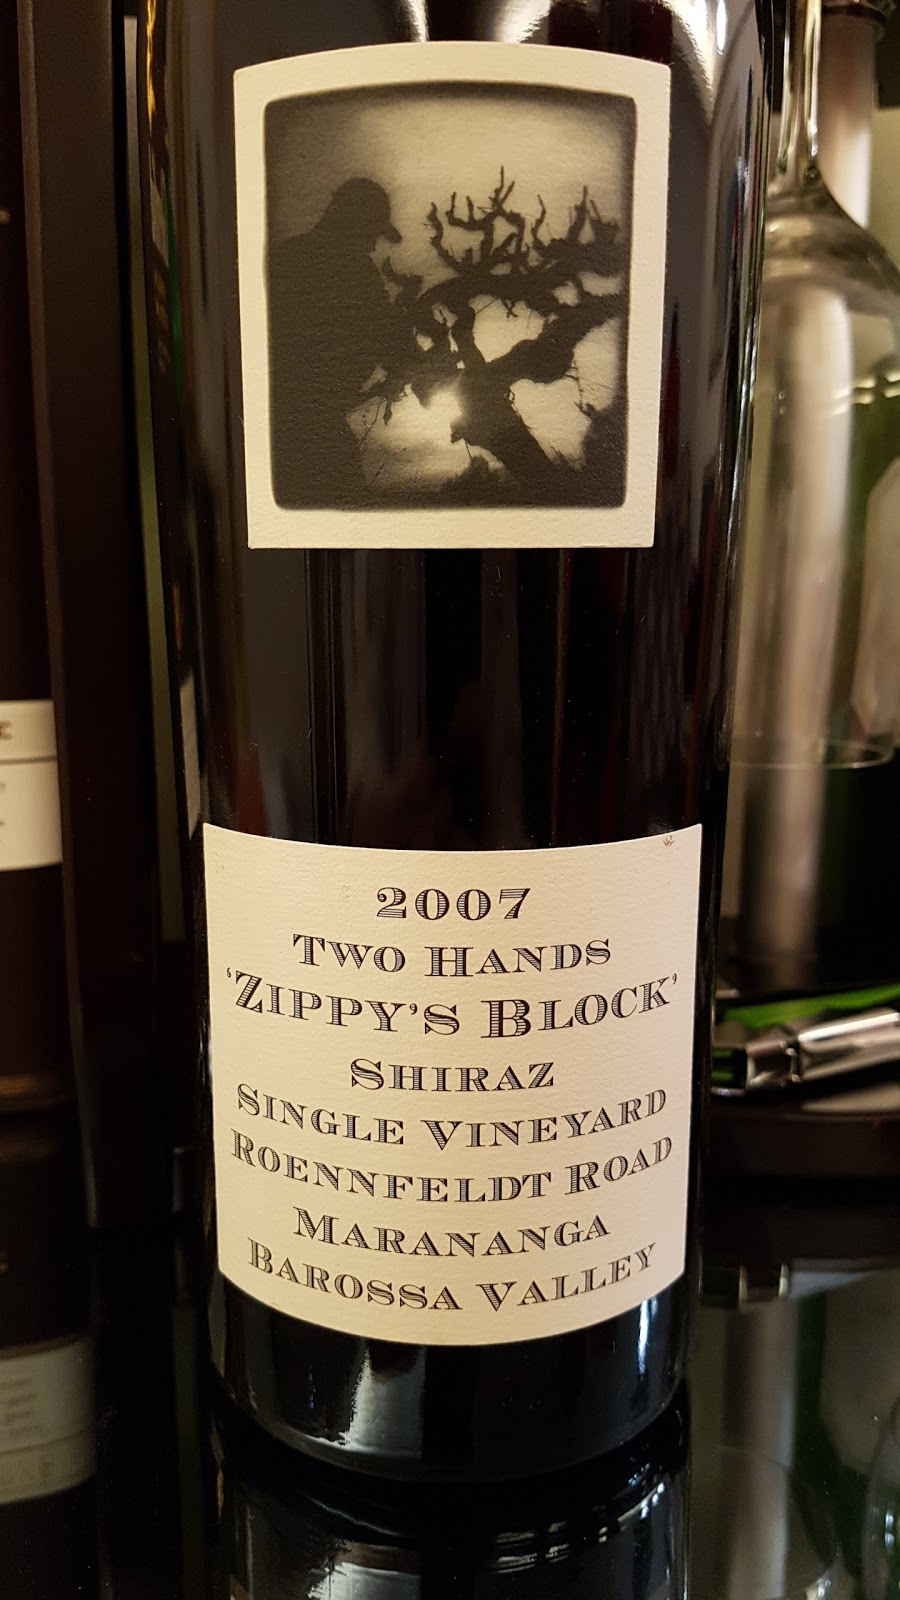 2007
Two Hands
‘Zippy’s Block’
Shiraz
Single Vineyard
Roennfeldt Road
Marananga
Barossa Valley